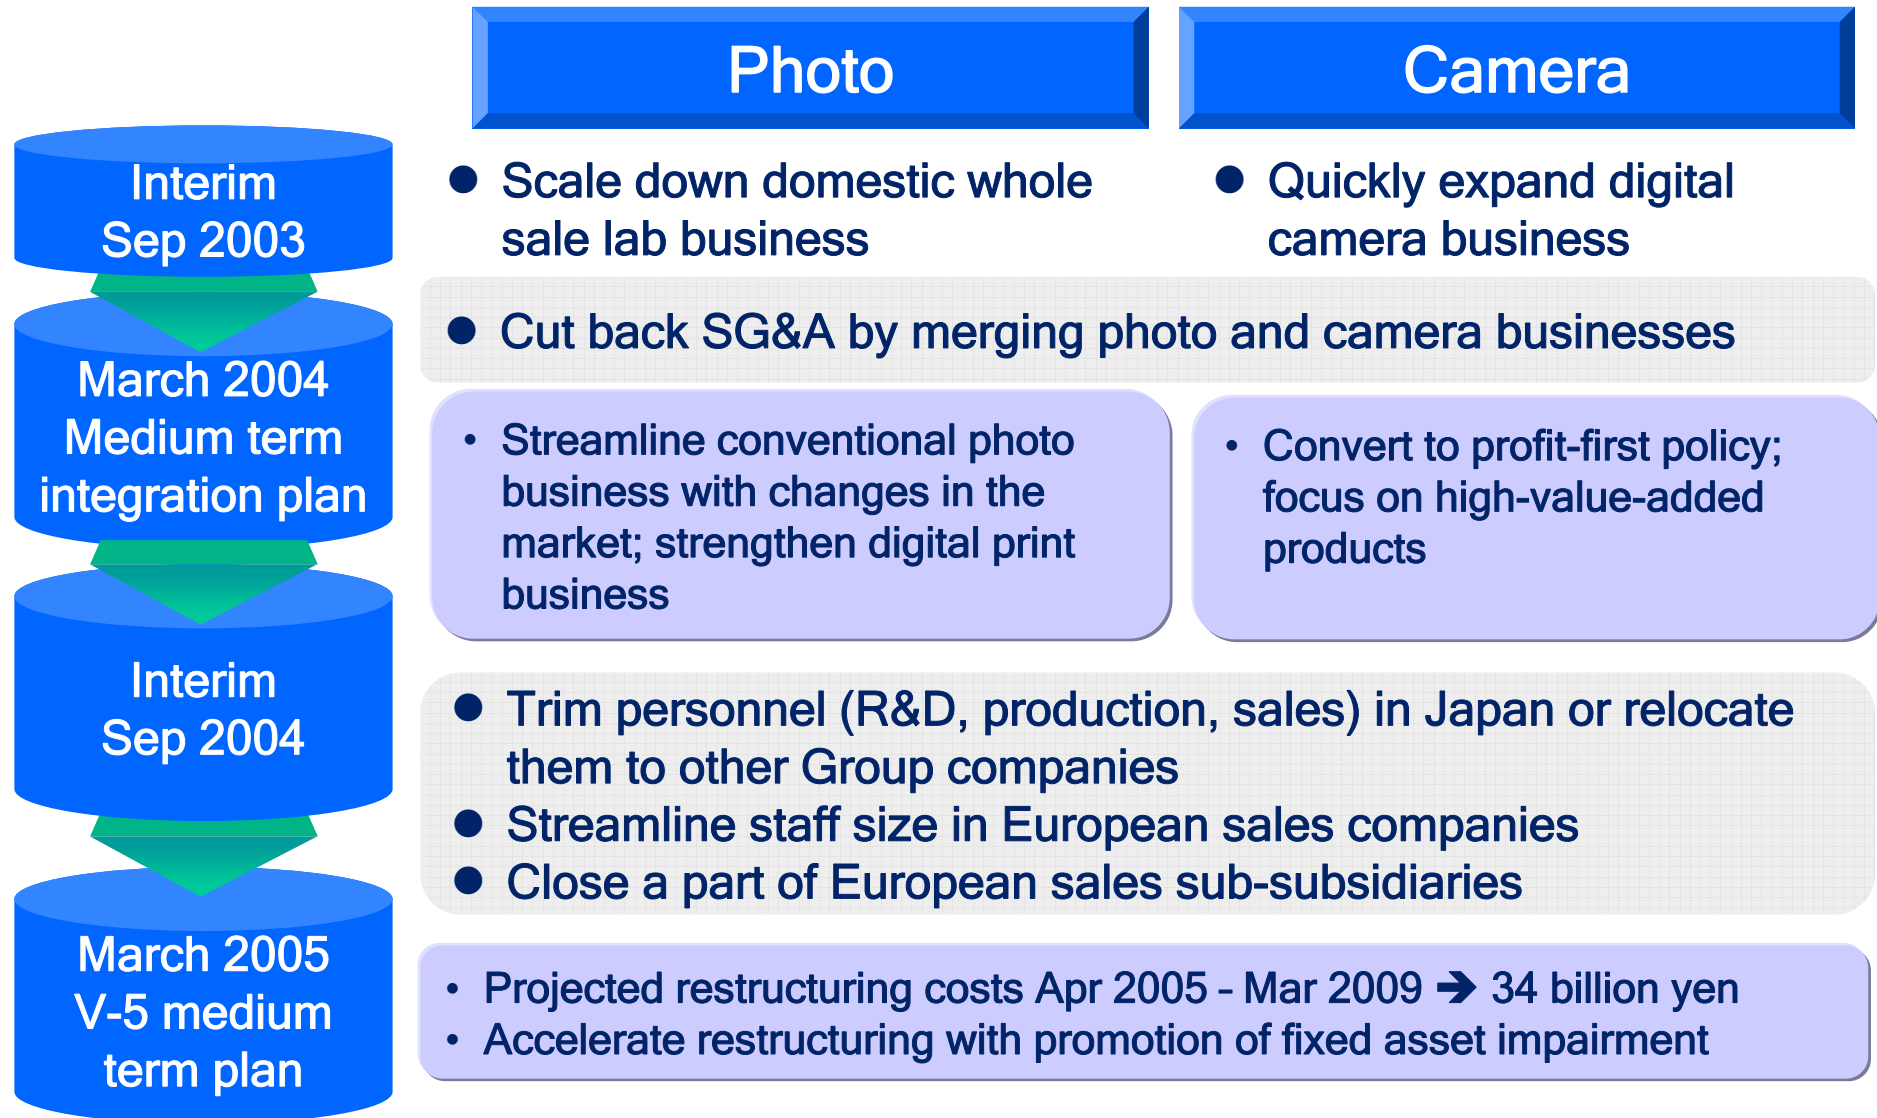 Photo
Camera
Interim
Sep 2003
● Scale down domestic whole
sale lab business
● Quickly expand digital
camera business
● Cut back SG&A by merging photo and camera businesses
March 2004
Medium term
integration plan
• Streamline conventional photo
business with changes in the
market; strengthen digital print
business
• Convert to profit-first policy;
focus on high-value-added
products
Interim
Sep 2004
● Trim personnel (R&D, production, sales) in Japan or relocate
them to other Group companies
● Streamline staff size in European sales companies
● Close a part of European sales sub-subsidiaries
March 2005
V-5 medium
term plan
• Projected restructuring costs Apr 2005 - Mar 2009 ➔ 34 billion yen
• Accelerate restructuring with promotion of fixed asset impairment